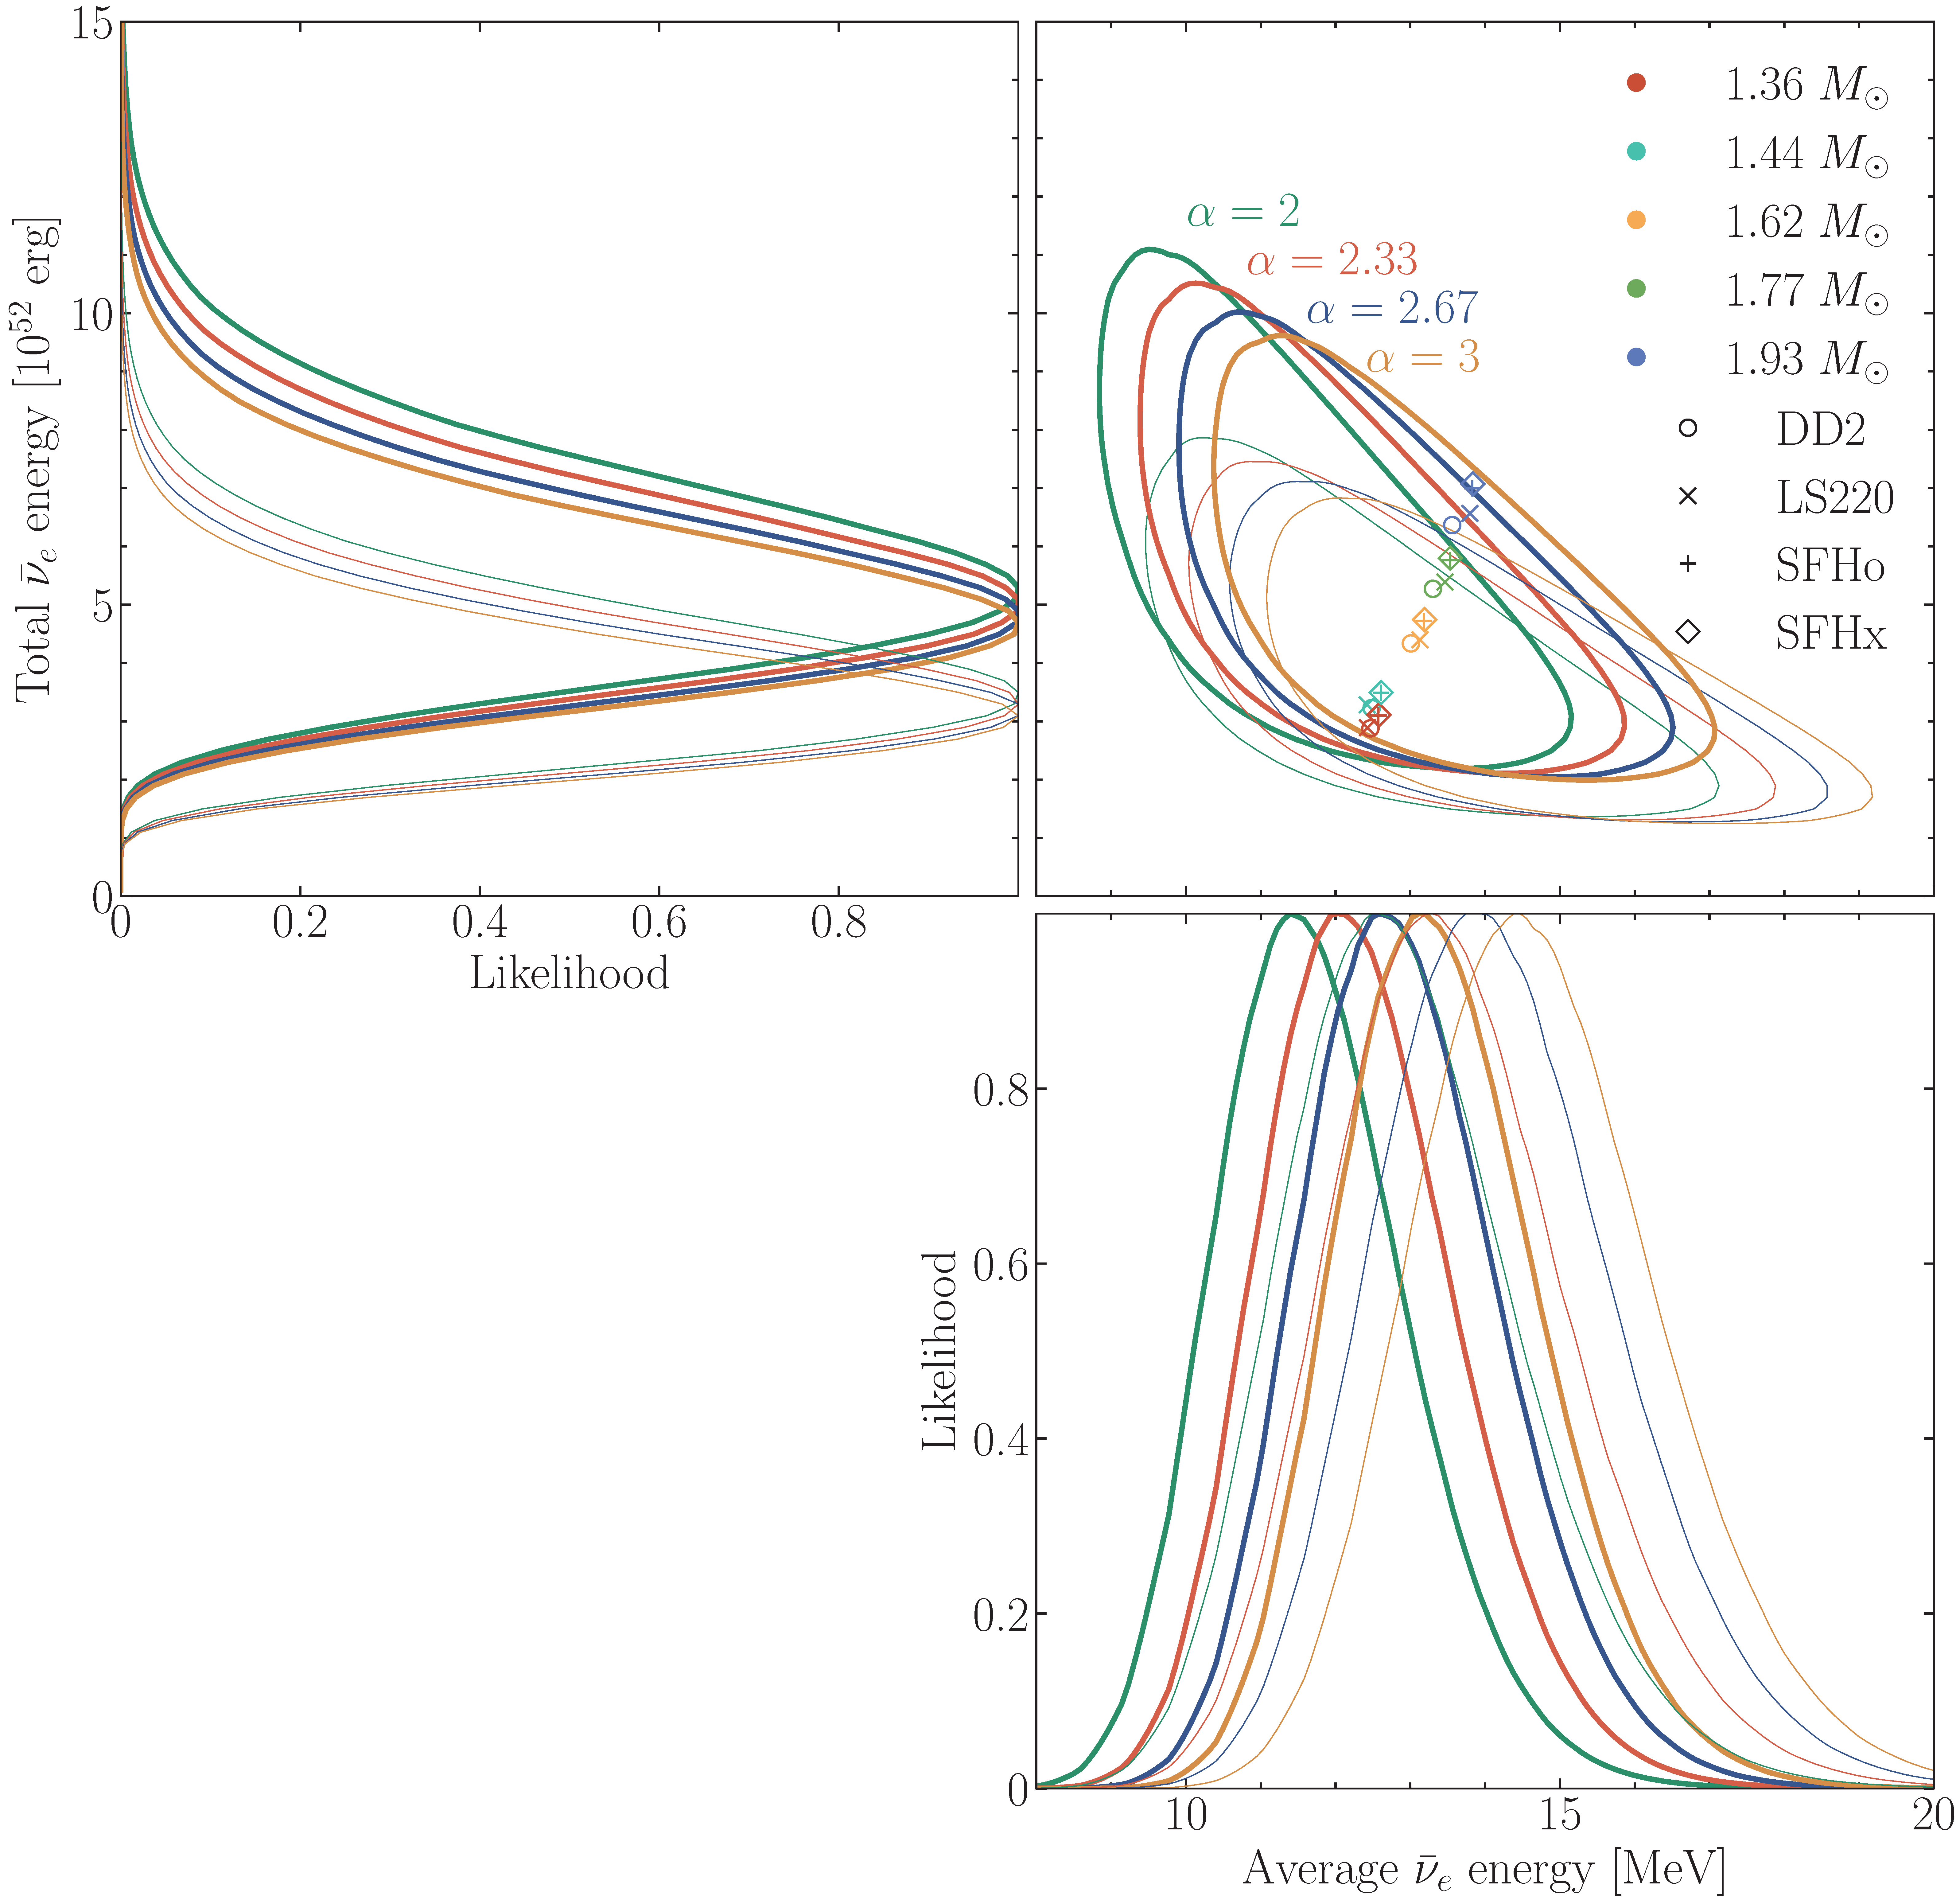 15
10
5
0
Total ν̄ₑ energy [10⁵² erg]
0 0.2 0.4 0.6 0.8
Likelihood
α = 2
α = 2.33
α = 2.67
α = 3
1.36 M⊙
1.44 M⊙
1.62 M⊙
1.77 M⊙
1.93 M⊙
DD2
LS220
SFHo
SFHx
0.8
0.6
0.4
0.2
0
Likelihood
10 15 20
Average ν̄ₑ energy [MeV]